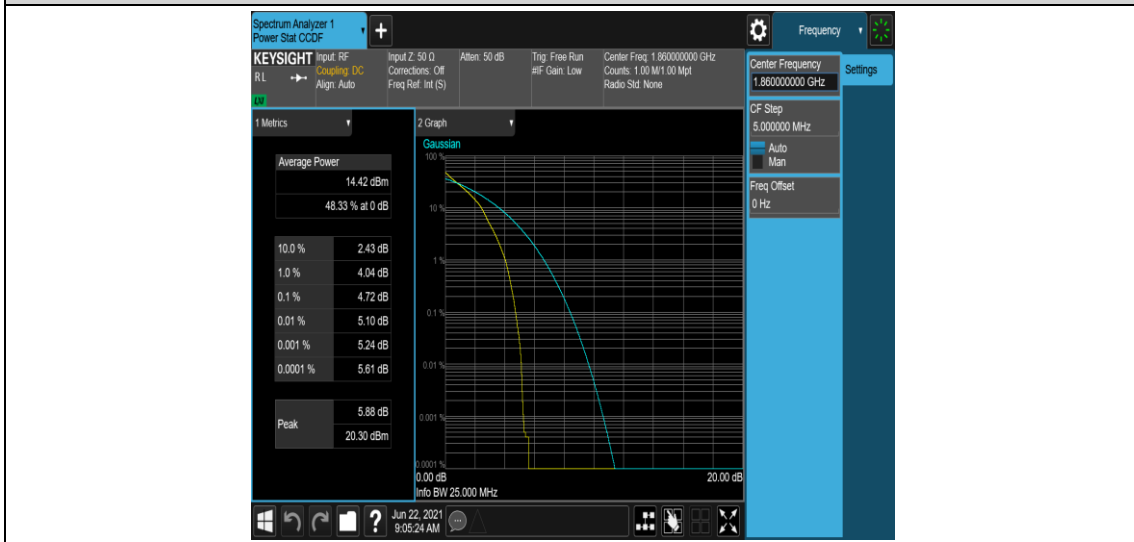 Spectrum Analyzer 1
Power Stat CCDF
+
Frequency
KEYSIGHT
RL
LXI
Input: RF
Coupling: DC
Align: Auto
Input Z: 50 Ω
Corrections: Off
Freq Ref: Int (S)
Atten: 50 dB
Trig: Free Run
#IF Gain: Low
Center Freq: 1.860000000 GHz
Counts: 1.00 M/1.00 Mpt
Radio Std: None
Center Frequency
1.860000000 GHz
Settings
CF Step
5.000000 MHz
Auto
Man
Freq Offset
0 Hz
1 Metrics
Average Power
14.42 dBm
48.33 % at 0 dB
10.0 % 2.43 dB
1.0 % 4.04 dB
0.1 % 4.72 dB
0.01 % 5.10 dB
0.001 % 5.24 dB
0.0001 % 5.61 dB
Peak
5.88 dB
20.30 dBm
2 Graph
Gaussian
100 %
10 %
1 %
0.1 %
0.01 %
0.001 %
0.0001 %
0.00 dB 20.00 dB
Info BW 25.000 MHz
?
Jun 22, 2021
9:05:24 AM